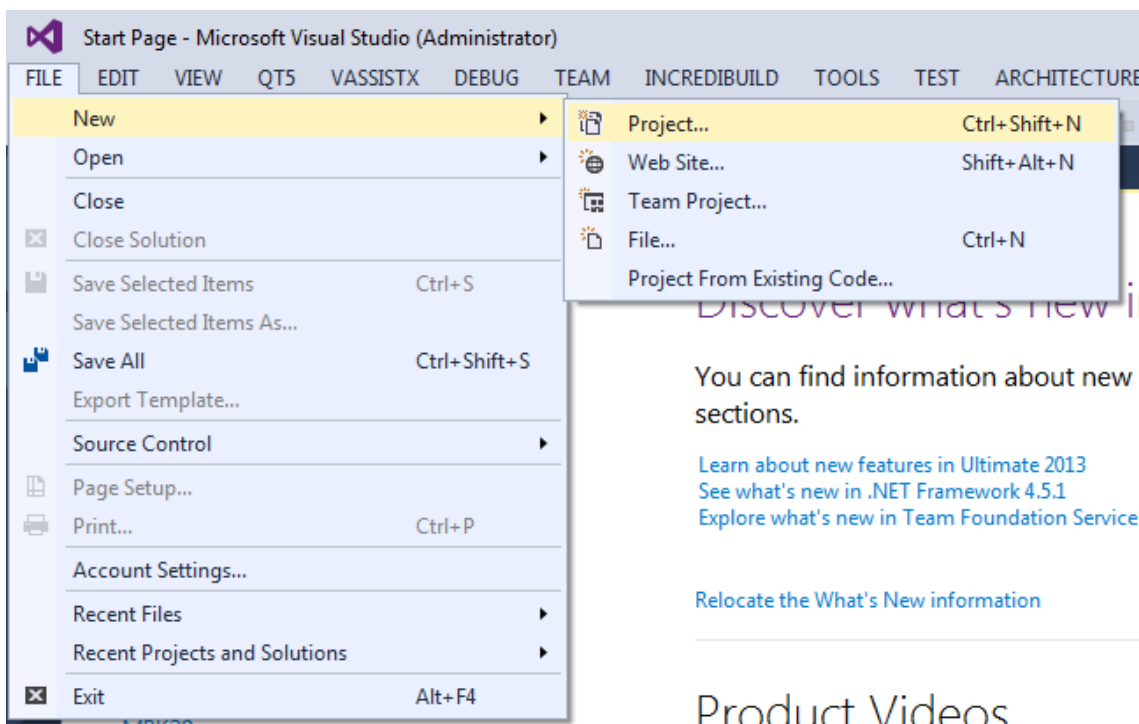 Start Page - Microsoft Visual Studio (Administrator)
FILE EDIT VIEW QT5 VASSISTX DEBUG TEAM INCREDIBUILD TOOLS TEST ARCHITECTURE
New
Open
Close
Close Solution
Save Selected Items Ctrl+S
Save Selected Items As...
Save All Ctrl+Shift+S
Export Template...
Source Control
Page Setup...
Print... Ctrl+P
Account Settings...
Recent Files
Recent Projects and Solutions
Exit Alt+F4
Project... Ctrl+Shift+N
Web Site... Shift+Alt+N
Team Project...
File... Ctrl+N
Project From Existing Code...
Discover what's new i
You can find information about new
sections.
Learn about new features in Ultimate 2013
See what's new in .NET Framework 4.5.1
Explore what's new in Team Foundation Service
Relocate the What's New information
Product Videos